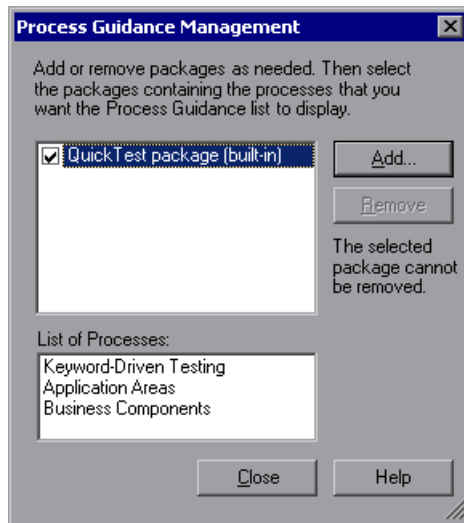 Process Guidance Management
Add or remove packages as needed. Then select
the packages containing the processes that you
want the Process Guidance list to display.
QuickTest package (built-in)
Add...
Remove
The selected
package cannot
be removed.
List of Processes:
Keyword-Driven Testing
Application Areas
Business Components
Close
Help